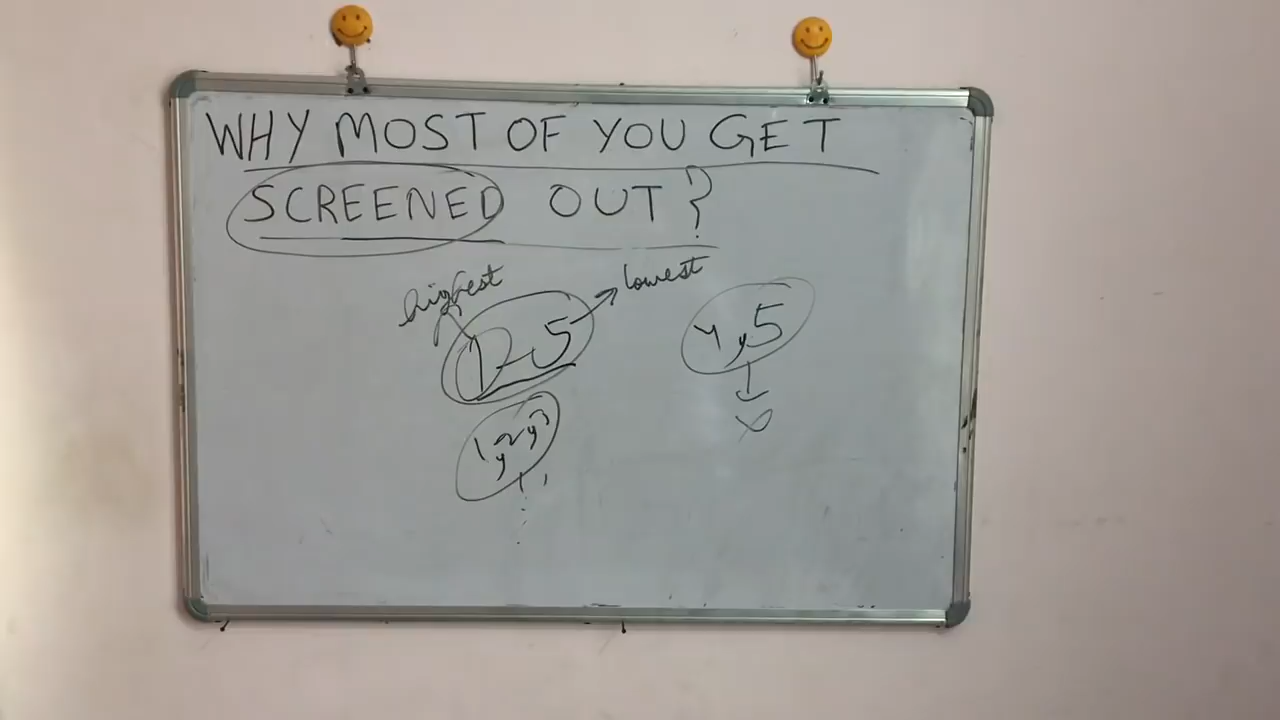 WHY MOST OF YOU GET
SCREENED OUT?
highest
lowest
1-5
4,5
1,2,3